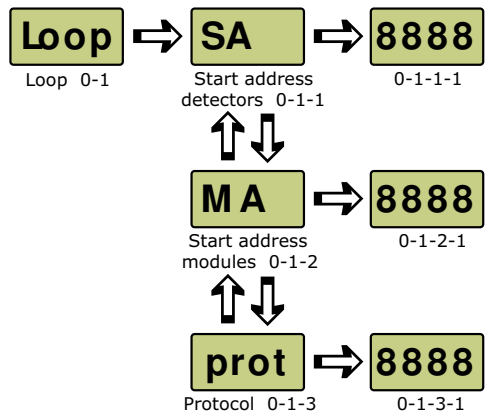 Loop
SA
8888
Loop 0-1
Start address
detectors 0-1-1
0-1-1-1
M A
8888
Start address
modules 0-1-2
0-1-2-1
prot
8888
Protocol 0-1-3
0-1-3-1